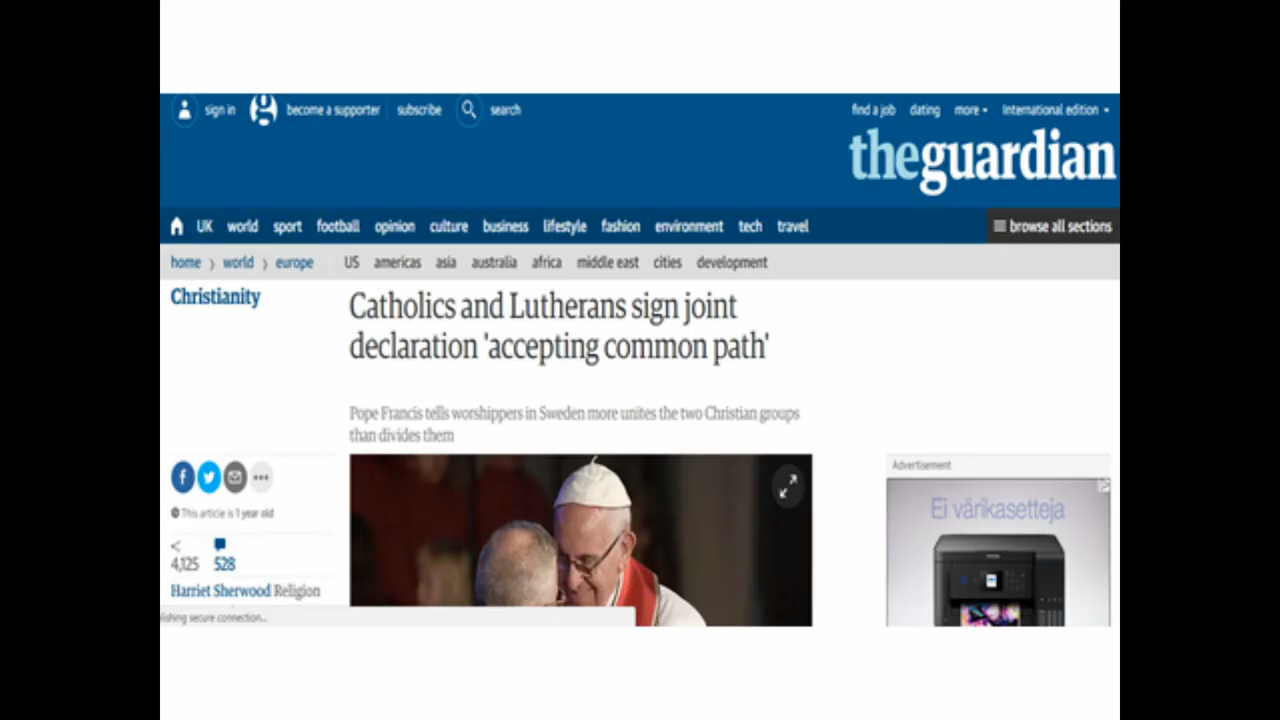 sign in become a supporter subscribe search find a job dating more International edition
theguardian
UK world sport football opinion culture business lifestyle fashion environment tech travel browse all sections
home world europe US americas asia australia africa middle east cities development
Christianity
Catholics and Lutherans sign joint
declaration 'accepting common path'
Pope Francis tells worshippers in Sweden more unites the two Christian groups
than divides them
Advertisement
Ei värikasetteja
This article is 1 year old
4,125 528
Harriet Sherwood Religion
lishing secure connection...